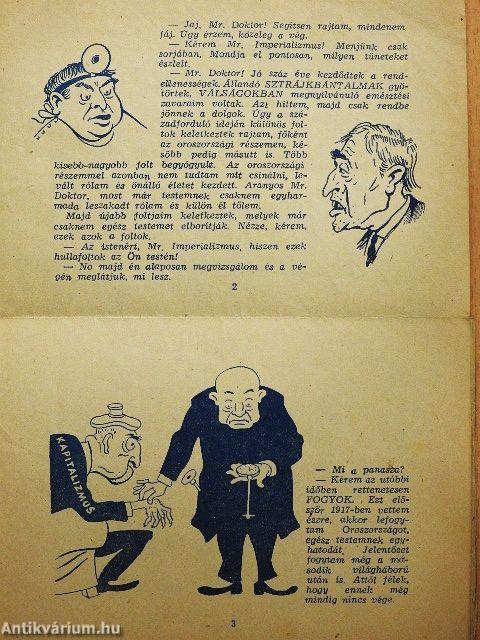 — Jaj, Mr. Doktor! Segítsen rajtam, mindenem
fáj. Úgy érzem, közeleg a vég.
— Kérem Mr. Imperializmus! Menjünk csak
sorjában. Mondja el pontosan, milyen tüneteket
észlelt.
— Mr. Doktor! Jó száz éve kezdődtek a rend-
ellenességek. Állandó SZTRÁJKBÁNTALMAK gyö-
törtek, VÁLSÁGOKBAN megnyilvánuló emésztési
zavaraim voltak. Azt hittem, majd csak rendbe
jönnek a dolgok. Úgy a szá-
zadforduló idején különös fol-
tok keletkeztek rajtam, főként
az oroszországi részemen, ké-
sőbb pedig másutt is. Több
kisebb-nagyobb folt begyógyult. Az oroszországi
részemmel azonban nem tudtam mit csinálni, le-
vált rólam és önálló életet kezdett. Aranyos Mr.
Doktor, most már testemnek csaknem egyhar-
mada leszakadt rólam és külön él tőlem.
Majd újabb foltjaim keletkeztek, melyek már
csaknem egész testemet elborítják. Nézze, kérem,
ezek azok a foltok.
— Az istenért, Mr. Imperializmus, hiszen ezek
hullafoltok az Ön testén!
— No majd én alaposan megvizsgálom és a vé-
gén meglátjuk, mi lesz.
2
KAPITALIZMUS
— Mi a panasza?
— Kérem az utóbbi
időben rettenetesen
FOGYOK. Ezt elő-
ször 1917-ben vettem
észre, akkor lefogy-
tam Oroszországot,
egész testemnek egy-
hatodát. Jelentőset
fogytam még a má-
sodik világháború
után is. Attól félek,
hogy ennek még
mindig nincs vége.
3
Antikvárium.hu